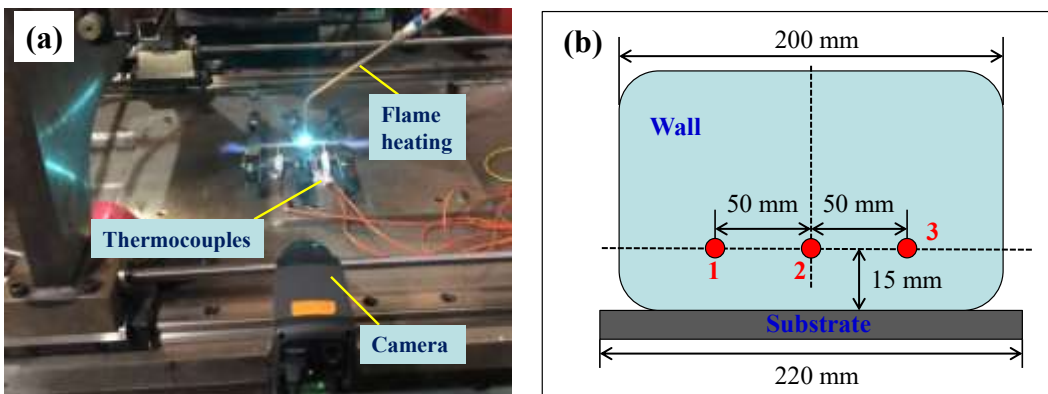 (a)
Flame
heating
Thermocouples
Camera
(b)
200 mm
Wall
50 mm
50 mm
1
2
3
15 mm
Substrate
220 mm